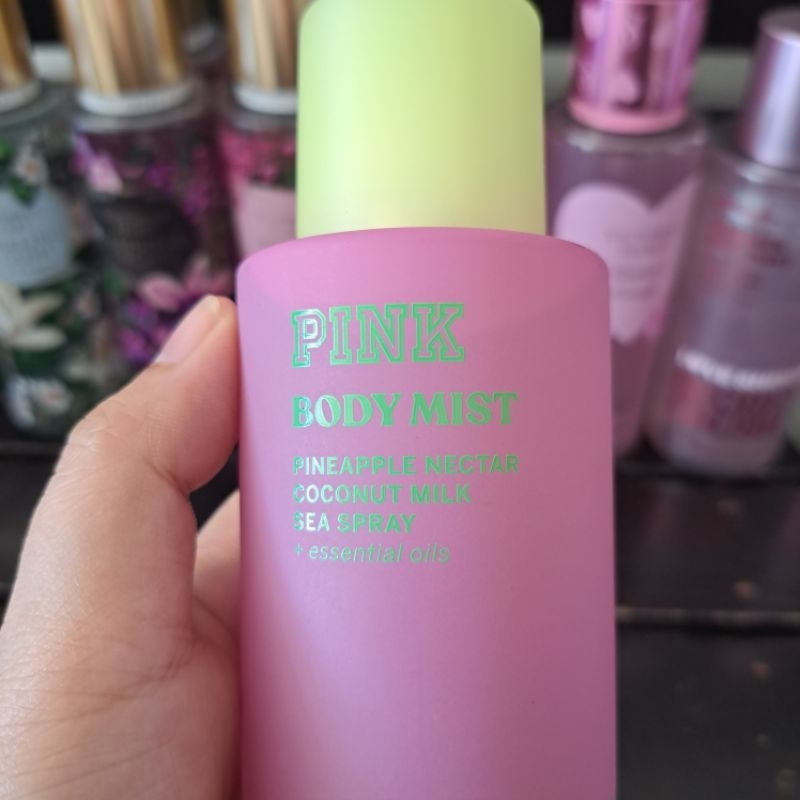 PINK
BODY MIST
PINEAPPLE NECTAR
COCONUT MILK
SEA SPRAY
+ essential oils